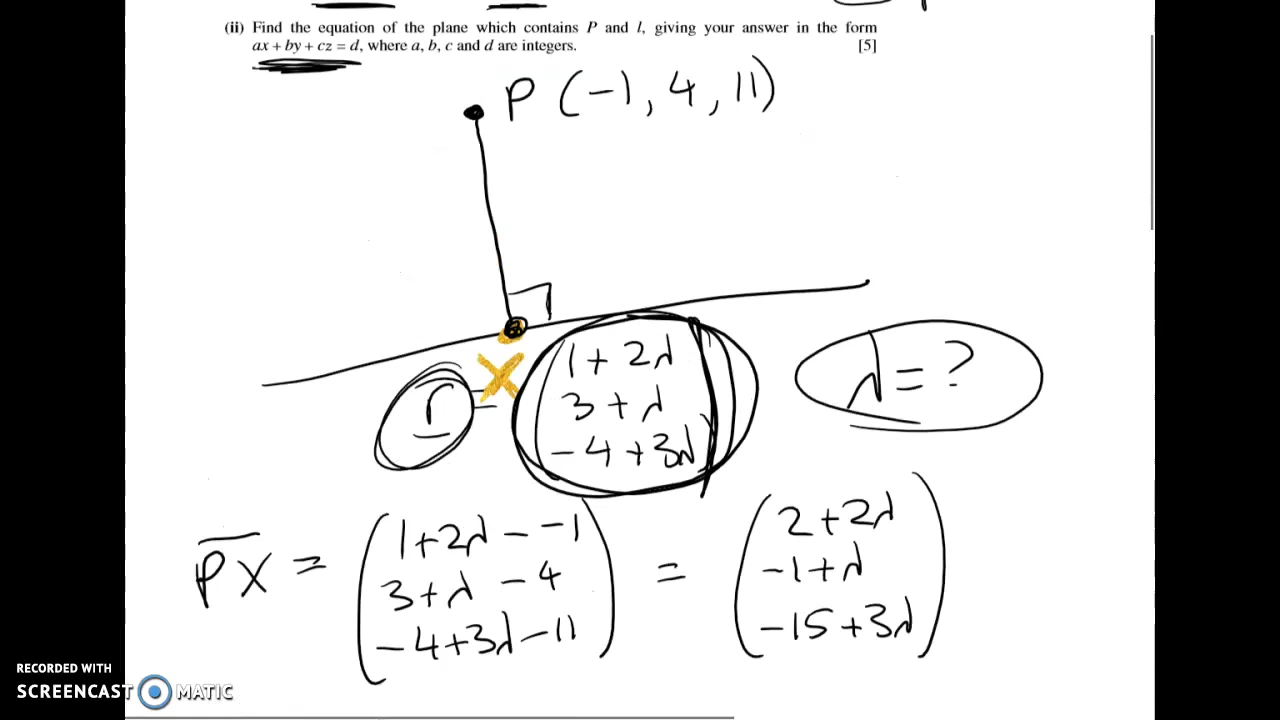 (ii) Find the equation of the plane which contains P and l, giving your answer in the form
ax + by + cz = d, where a, b, c and d are integers. [5]
P (-1, 4, 11)
X
r = (1 + 2λ
3 + λ
-4 + 3λ)
λ = ?
PX = (1+2λ - -1
3+λ - 4
-4+3λ - 11)
= (2+2λ
-1+λ
-15+3λ)
RECORDED WITH
SCREENCAST MATIC